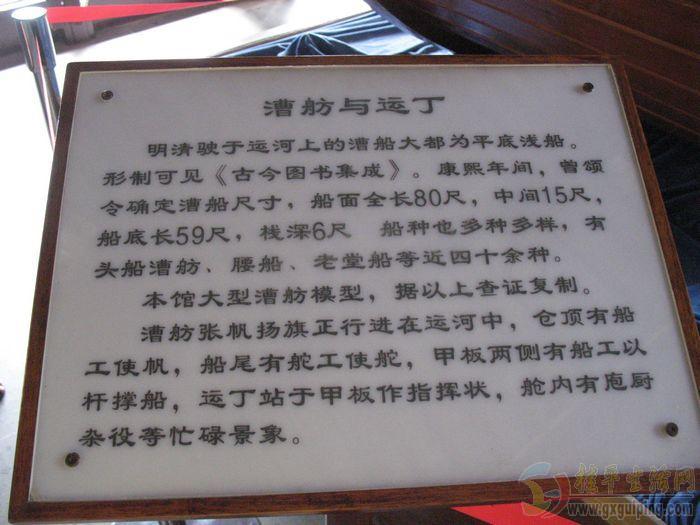 漕舫与运丁
明清驶于运河上的漕船大都为平底浅船。
形制可见《古今图书集成》。康熙年间，曾颂
令确定漕船尺寸，船面全长80尺，中间15尺，
船底长59尺，栈深6尺 船种也多种多样，有
头船漕舫、腰船、老堂船等近四十余种。
本馆大型漕舫模型，据以上查证复制。
漕舫张帆扬旗正行进在运河中，仓顶有船
工使帆，船尾有舵工使舵，甲板两侧有船工以
杆撑船，运丁站于甲板作指挥状，舱内有庖厨
杂役等忙碌景象。
桂平生活网
www.gxguiping.com